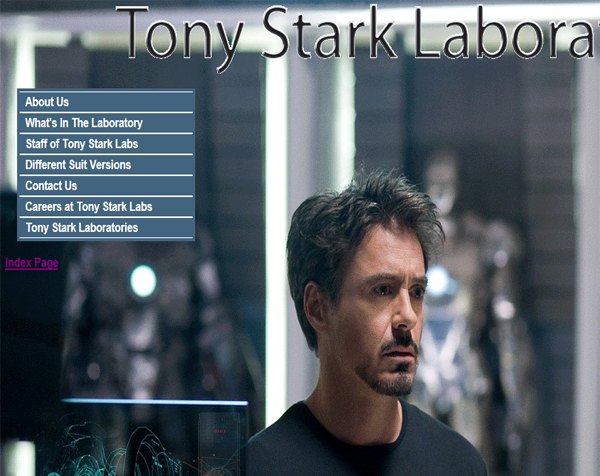 Tony Stark Labora
About Us
What's In The Laboratory
Staff of Tony Stark Labs
Different Suit Versions
Contact Us
Careers at Tony Stark Labs
Tony Stark Laboratories
Index Page